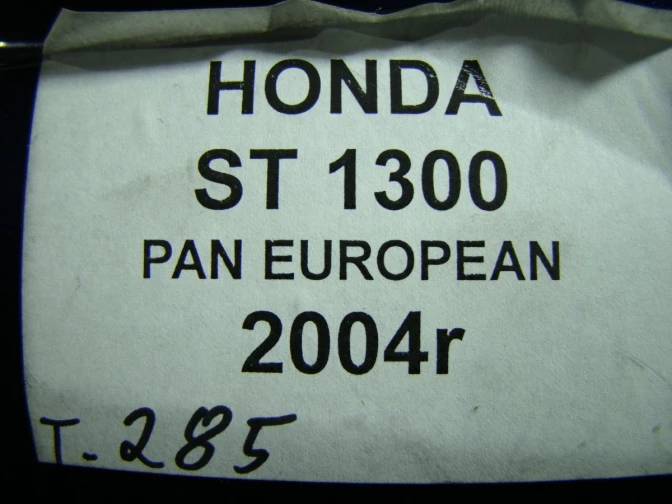 HONDA
ST 1300
PAN EUROPEAN
2004r
T-285